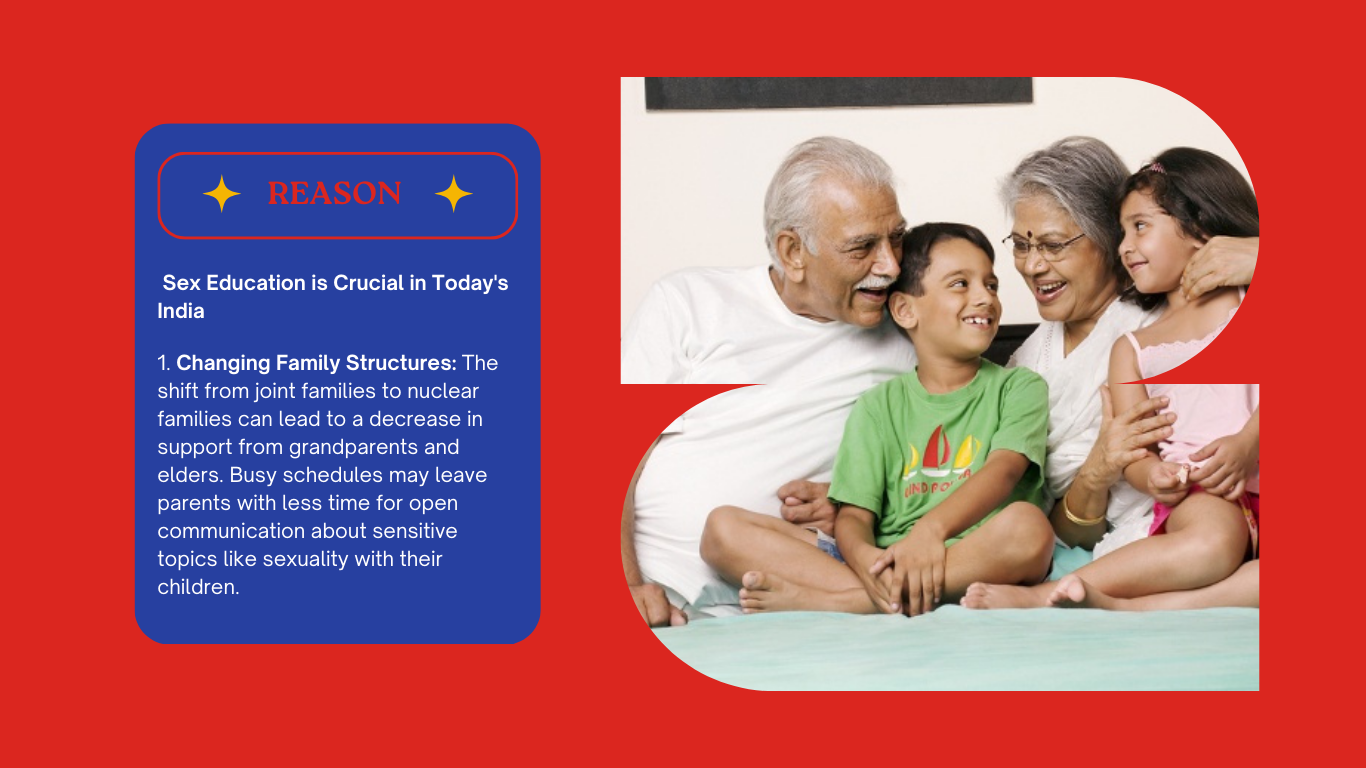 REASON
Sex Education is Crucial in Today's
India
1. Changing Family Structures: The
shift from joint families to nuclear
families can lead to a decrease in
support from grandparents and
elders. Busy schedules may leave
parents with less time for open
communication about sensitive
topics like sexuality with their
children.